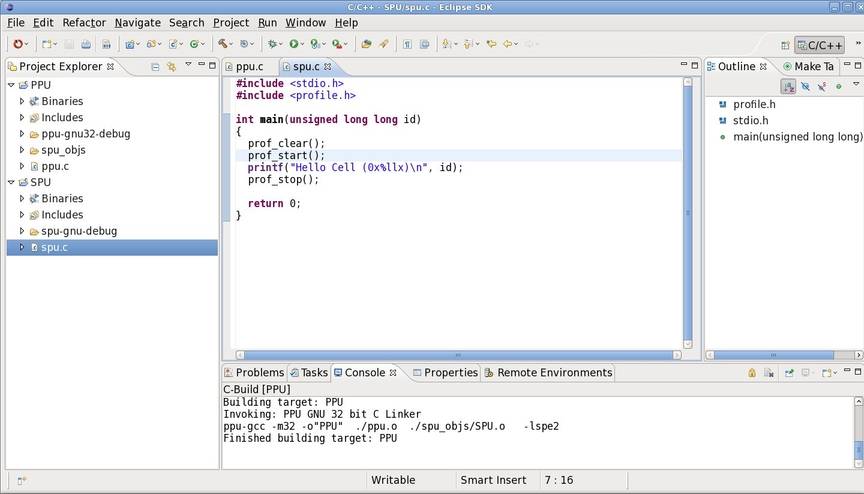 C/C++ - SPU/spu.c - Eclipse SDK
File Edit Refactor Navigate Search Project Run Window Help
C/C++
Project Explorer
PPU
Binaries
Includes
ppu-gnu32-debug
spu_objs
ppu.c
SPU
Binaries
Includes
spu-gnu-debug
spu.c
ppu.c spu.c
#include <stdio.h>
#include <profile.h>
int main(unsigned long long id)
{
prof_clear();
prof_start();
printf("Hello Cell (0x%llx)\n", id);
prof_stop();
return 0;
}
Outline Make Ta
profile.h
stdio.h
main(unsigned long long)
Problems Tasks Console Properties Remote Environments
C-Build [PPU]
Building target: PPU
Invoking: PPU GNU 32 bit C Linker
ppu-gcc -m32 -o"PPU" ./ppu.o ./spu_objs/SPU.o -lspe2
Finished building target: PPU
Writable Smart Insert 7 : 16